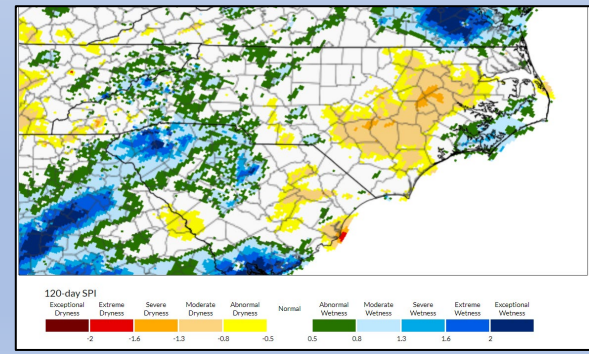 120-day SPI
Exceptional Dryness Extreme Dryness Severe Dryness Moderate Dryness Abnormal Dryness Normal Abnormal Wetness Moderate Wetness Severe Wetness Extreme Wetness Exceptional Wetness
-2 -1.6 -1.3 -0.8 -0.5 0.5 0.8 1.3 1.6 2